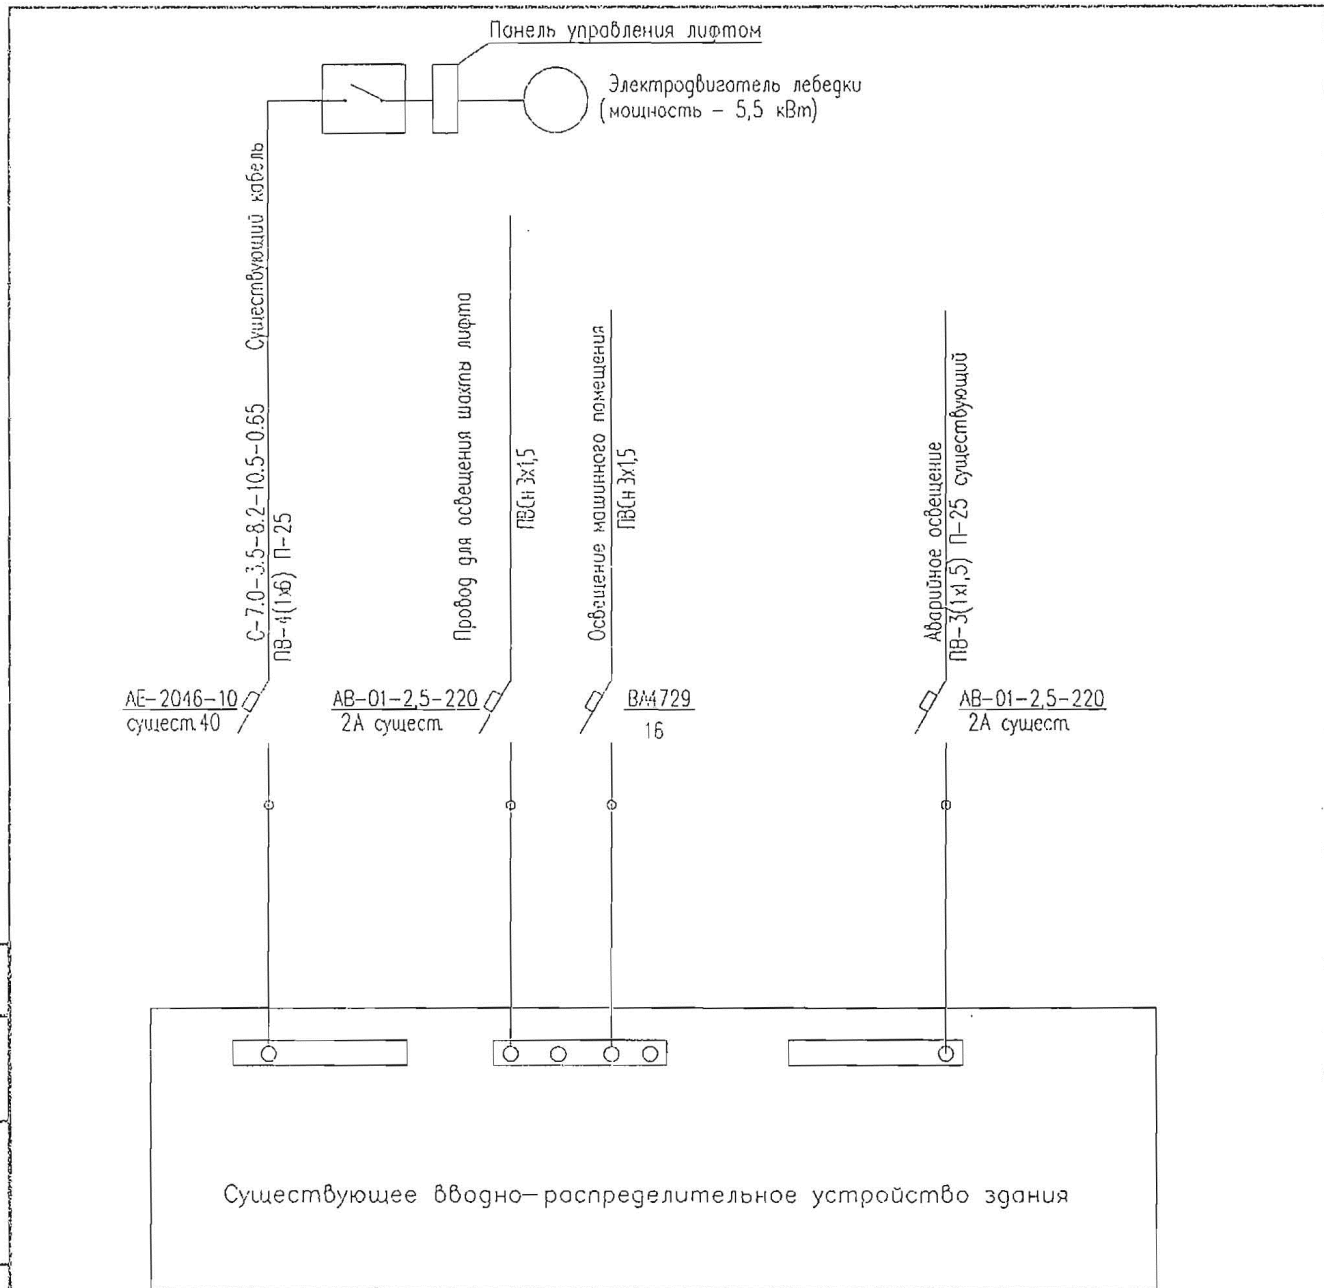 Панель управления лифтом
Электродвигатель лебедки
(мощность – 5,5 кВт)
Существующий кабель
С-7.0-3.5-8.2-10.5-0.65
ПВ-4(1х6) П-25
Провод для освещения шахты лифта
ПВСн 3х1,5
Освещение машинного помещения
ПВСн 3х1,5
Аварийное освещение
ПВ-3(1х1,5) П-25 существующий
АЕ-2046-10
сущест.40
АВ-01-2,5-220
2А сущест.
ВА4729
16
АВ-01-2,5-220
2А сущест.
Существующее вводно-распределительное устройство здания